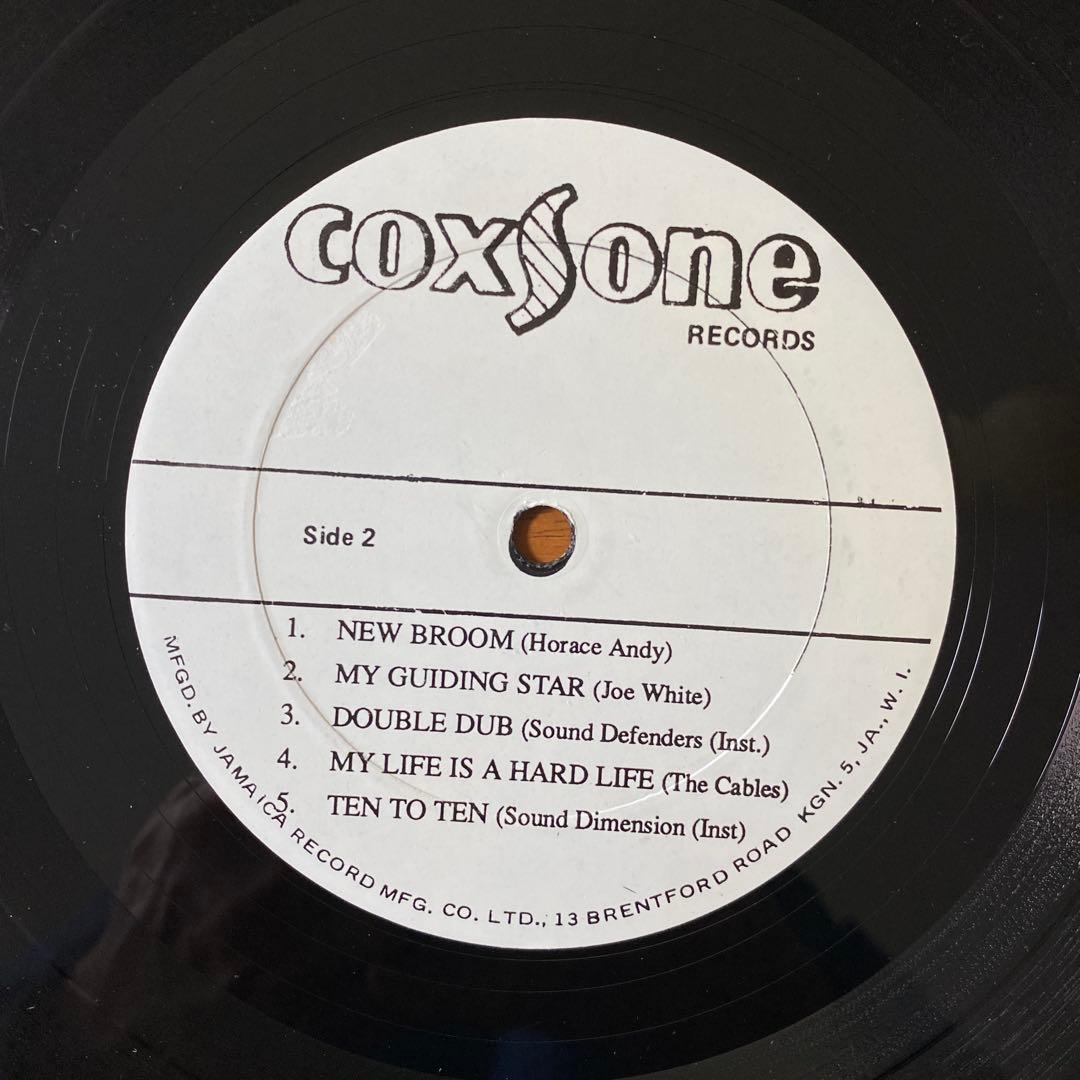 coxsone
RECORDS
Side 2
1. NEW BROOM (Horace Andy)
2. MY GUIDING STAR (Joe White)
3. DOUBLE DUB (Sound Defenders (Inst.)
4. MY LIFE IS A HARD LIFE (The Cables)
5. TEN TO TEN (Sound Dimension (Inst)
MFGD. BY JAMAICA RECORD MFG. CO. LTD., 13 BRENTFORD ROAD KGN. 5, JA., W. I.